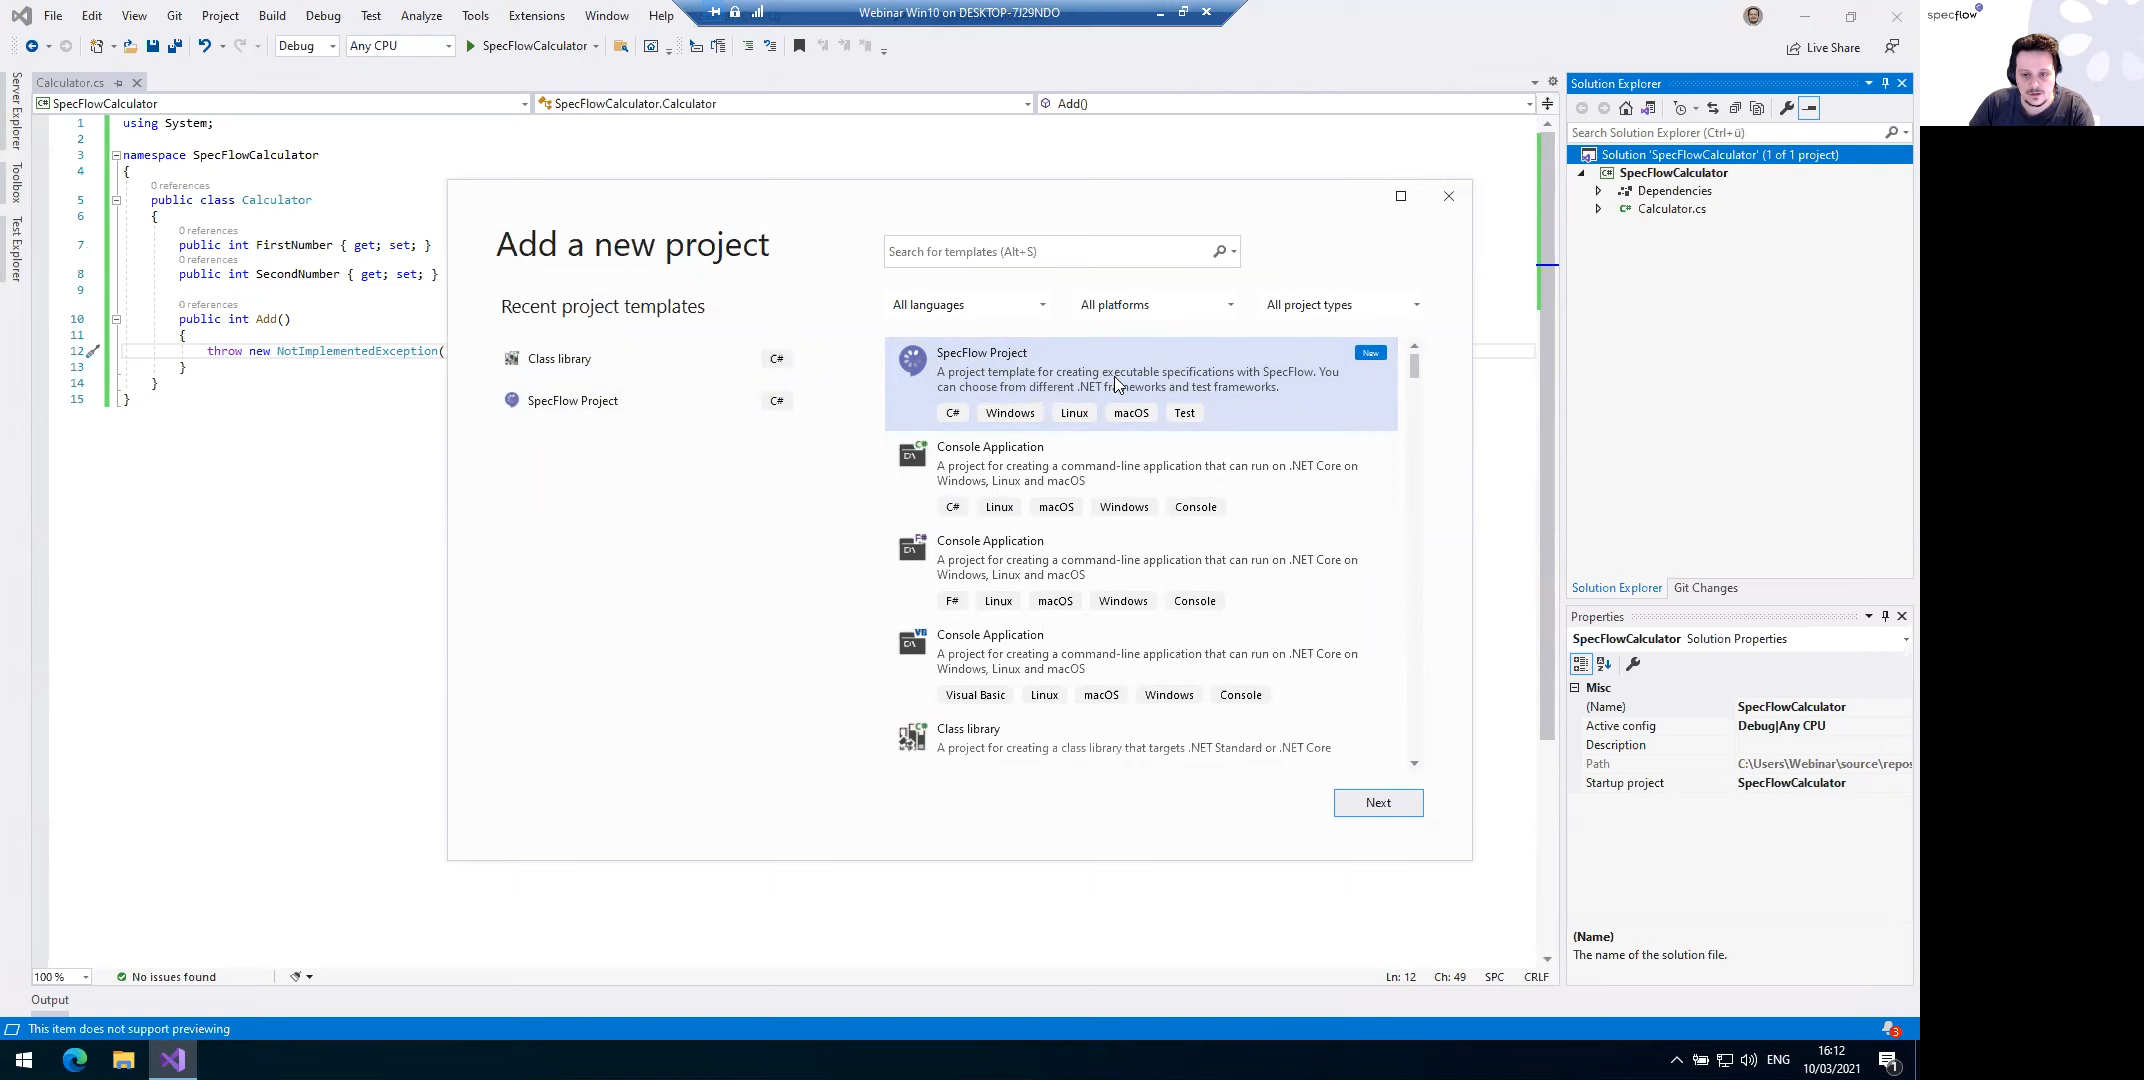 File Edit View Git Project Build Debug Test Analyze Tools Extensions Window Help
Webinar Win10 on DESKTOP-7J29NDO
specflow
Debug Any CPU SpecFlowCalculator
Live Share
Server Explorer
Toolbox
Test Explorer
Calculator.cs
SpecFlowCalculator SpecFlowCalculator.Calculator Add()
1 using System;
2
3 namespace SpecFlowCalculator
4 {
0 references
5 public class Calculator
6 {
0 references
7 public int FirstNumber { get; set; }
0 references
8 public int SecondNumber { get; set; }
9
0 references
10 public int Add()
11 {
12 throw new NotImplementedException(
13 }
14 }
15 }
Add a new project
Recent project templates
Class library C#
SpecFlow Project C#
Search for templates (Alt+S)
All languages All platforms All project types
SpecFlow Project New
A project template for creating executable specifications with SpecFlow. You
can choose from different .NET frameworks and test frameworks.
C# Windows Linux macOS Test
Console Application
A project for creating a command-line application that can run on .NET Core on
Windows, Linux and macOS
C# Linux macOS Windows Console
Console Application
A project for creating a command-line application that can run on .NET Core on
Windows, Linux and macOS
F# Linux macOS Windows Console
Console Application
A project for creating a command-line application that can run on .NET Core on
Windows, Linux and macOS
Visual Basic Linux macOS Windows Console
Class library
A project for creating a class library that targets .NET Standard or .NET Core
Next
Solution Explorer
Search Solution Explorer (Ctrl+ü)
Solution 'SpecFlowCalculator' (1 of 1 project)
SpecFlowCalculator
Dependencies
Calculator.cs
Solution Explorer Git Changes
Properties
SpecFlowCalculator Solution Properties
Misc
(Name) SpecFlowCalculator
Active config Debug|Any CPU
Description
Path C:\Users\Webinar\source\repos
Startup project SpecFlowCalculator
(Name)
The name of the solution file.
100 % No issues found Ln: 12 Ch: 49 SPC CRLF
Output
This item does not support previewing 3
ENG 16:12
10/03/2021 1